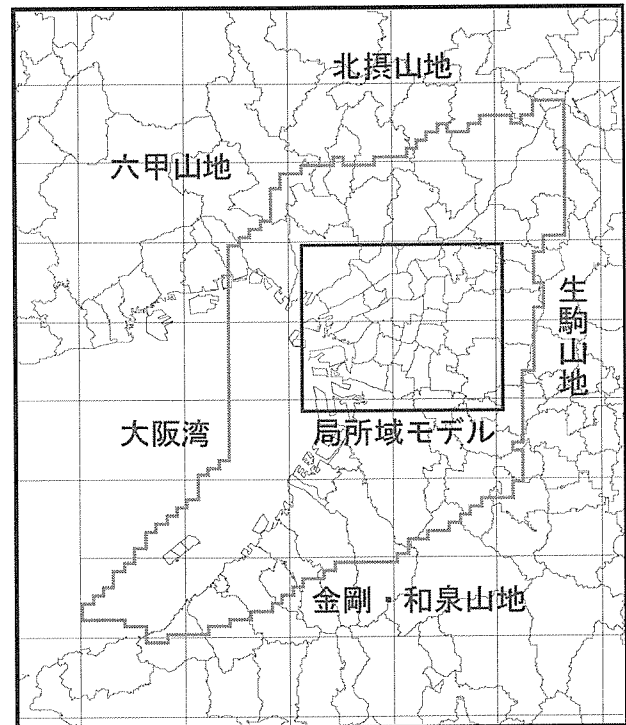 北摂山地
六甲山地
生駒山地
大阪湾
局所域モデル
金剛・和泉山地